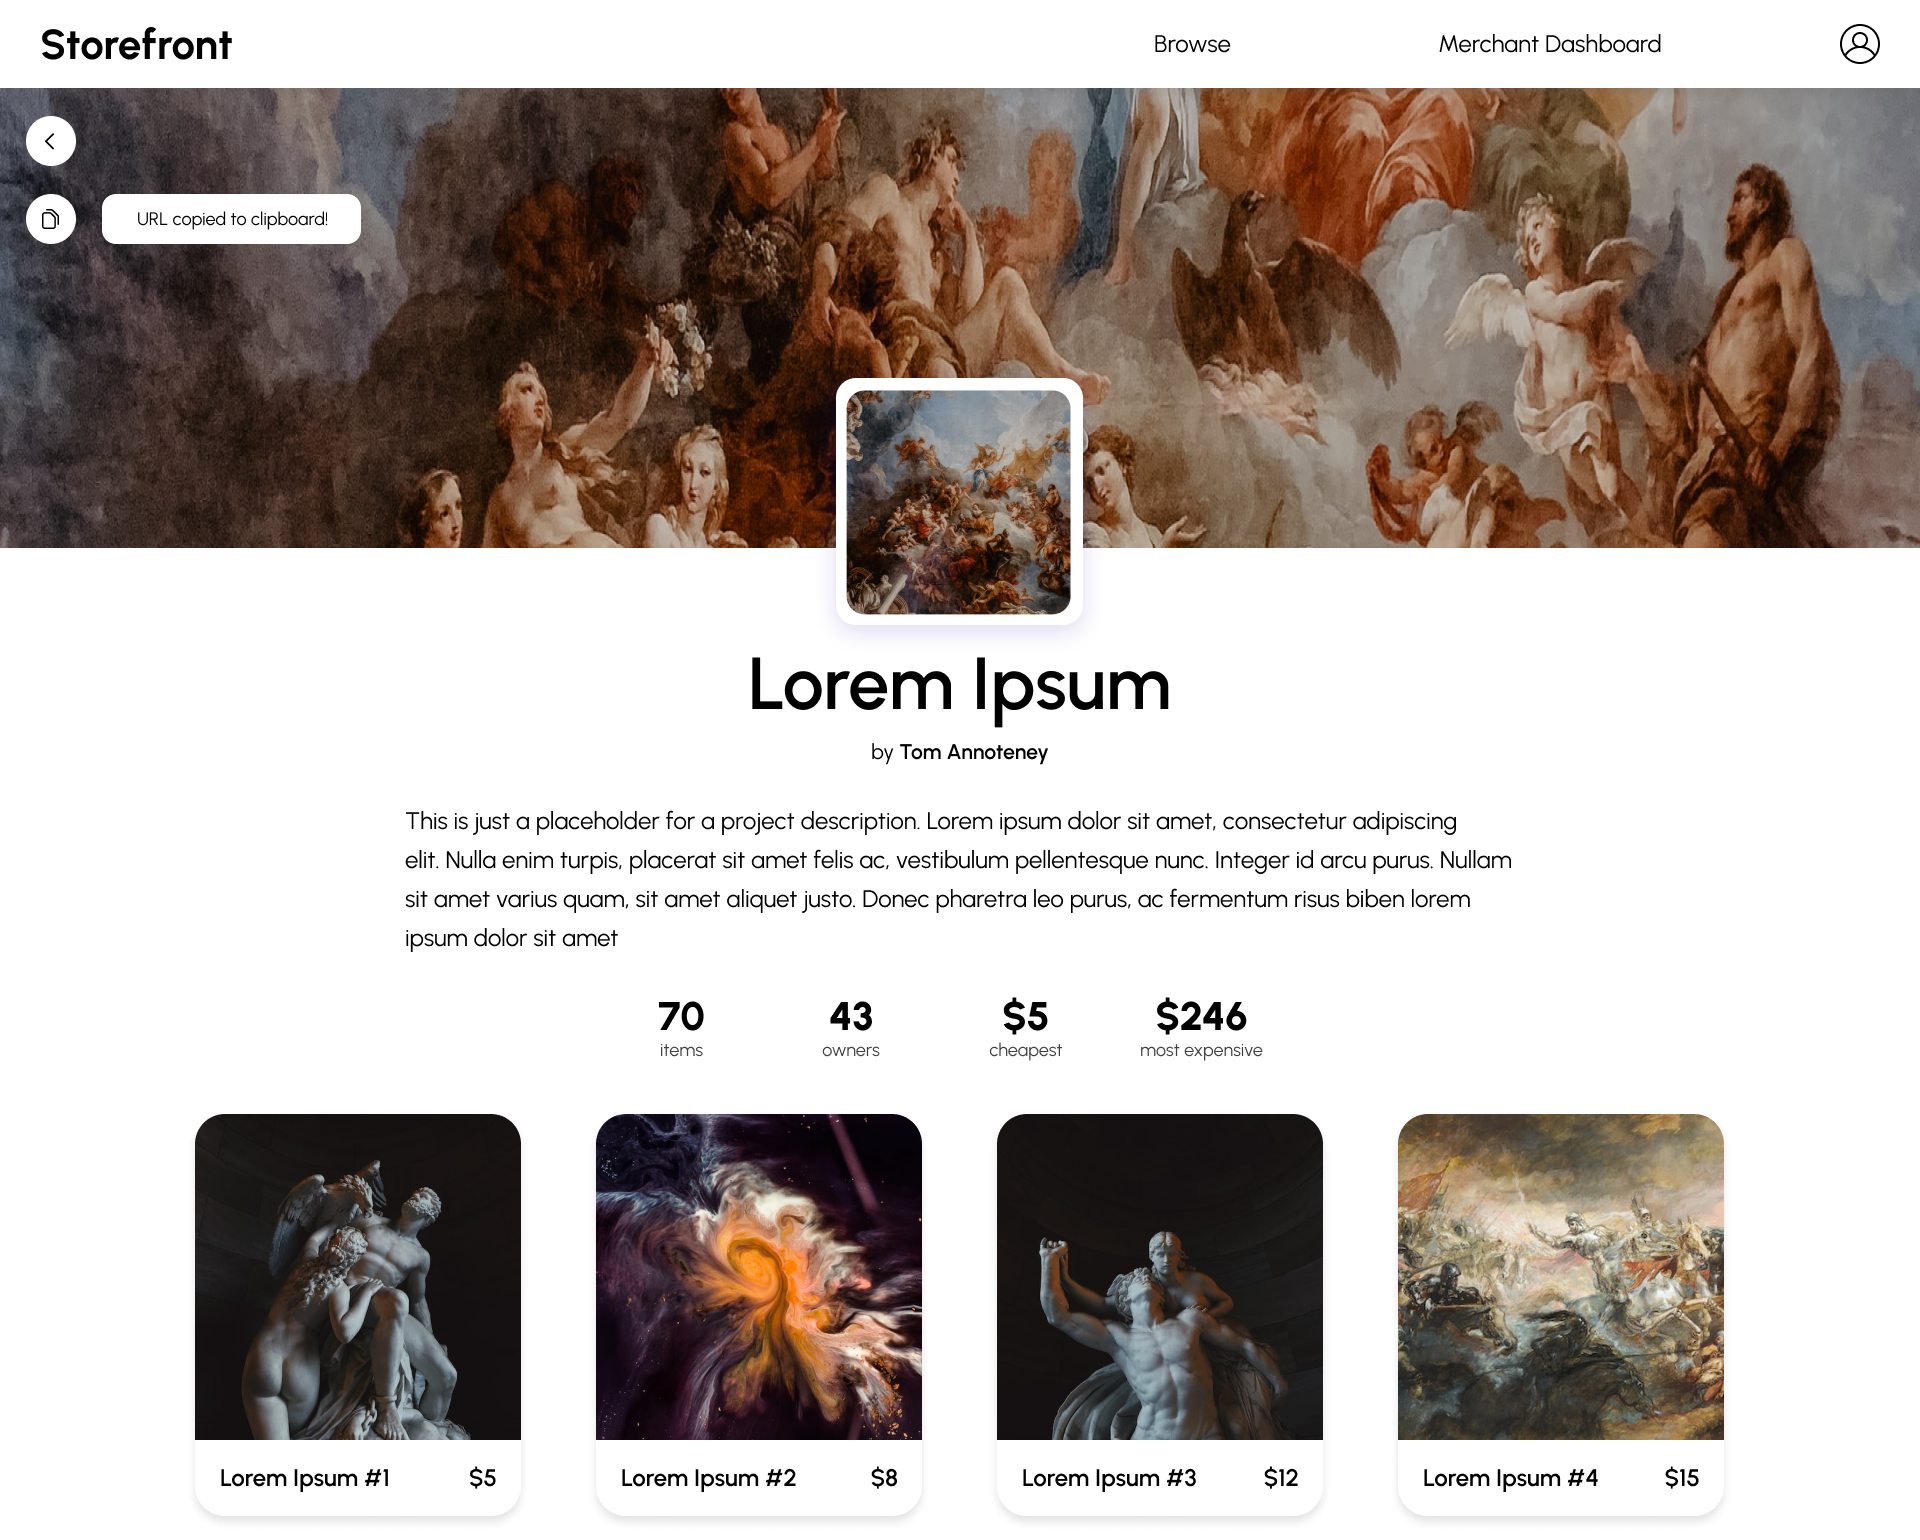 Storefront
Browse
Merchant Dashboard
URL copied to clipboard!
Lorem Ipsum
by Tom Annoteney
This is just a placeholder for a project description. Lorem ipsum dolor sit amet, consectetur adipiscing
elit. Nulla enim turpis, placerat sit amet felis ac, vestibulum pellentesque nunc. Integer id arcu purus. Nullam
sit amet varius quam, sit amet aliquet justo. Donec pharetra leo purus, ac fermentum risus biben lorem
ipsum dolor sit amet
70
items
43
owners
$5
cheapest
$246
most expensive
Lorem Ipsum #1
$5
Lorem Ipsum #2
$8
Lorem Ipsum #3
$12
Lorem Ipsum #4
$15